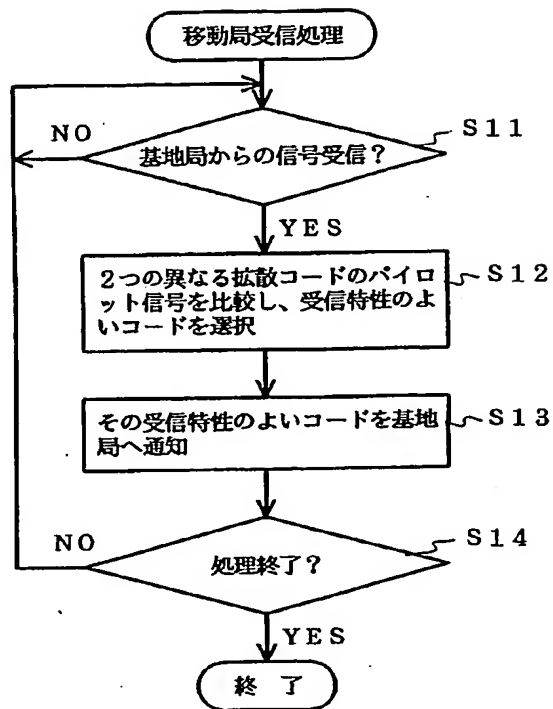 移動局受信処理
NO
S11
基地局からの信号受信？
YES
2つの異なる拡散コードのパイロ
ット信号を比較し、受信特性のよ
いコードを選択
S12
その受信特性のよいコードを基地
局へ通知
S13
NO
S14
処理終了？
YES
終 了